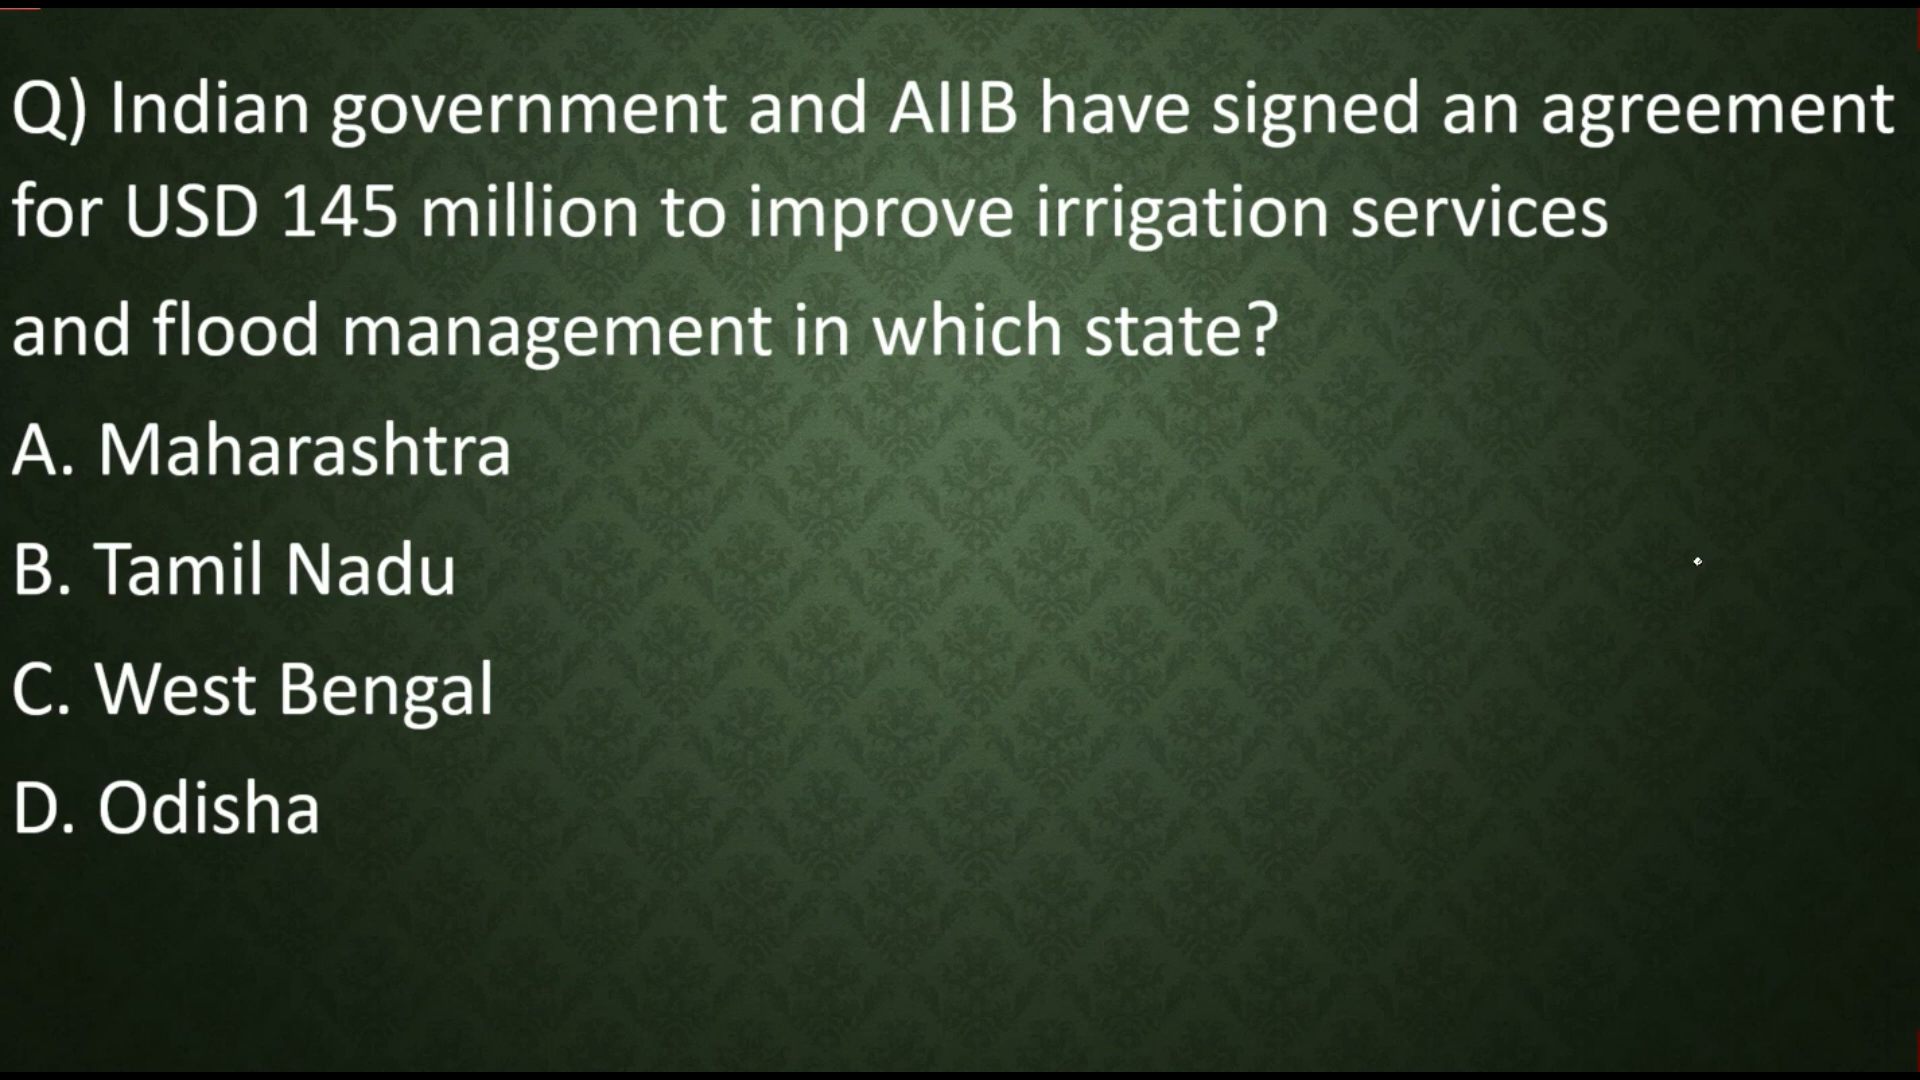 Q) Indian government and AIIB have signed an agreement
for USD 145 million to improve irrigation services
and flood management in which state?
A. Maharashtra
B. Tamil Nadu
C. West Bengal
D. Odisha